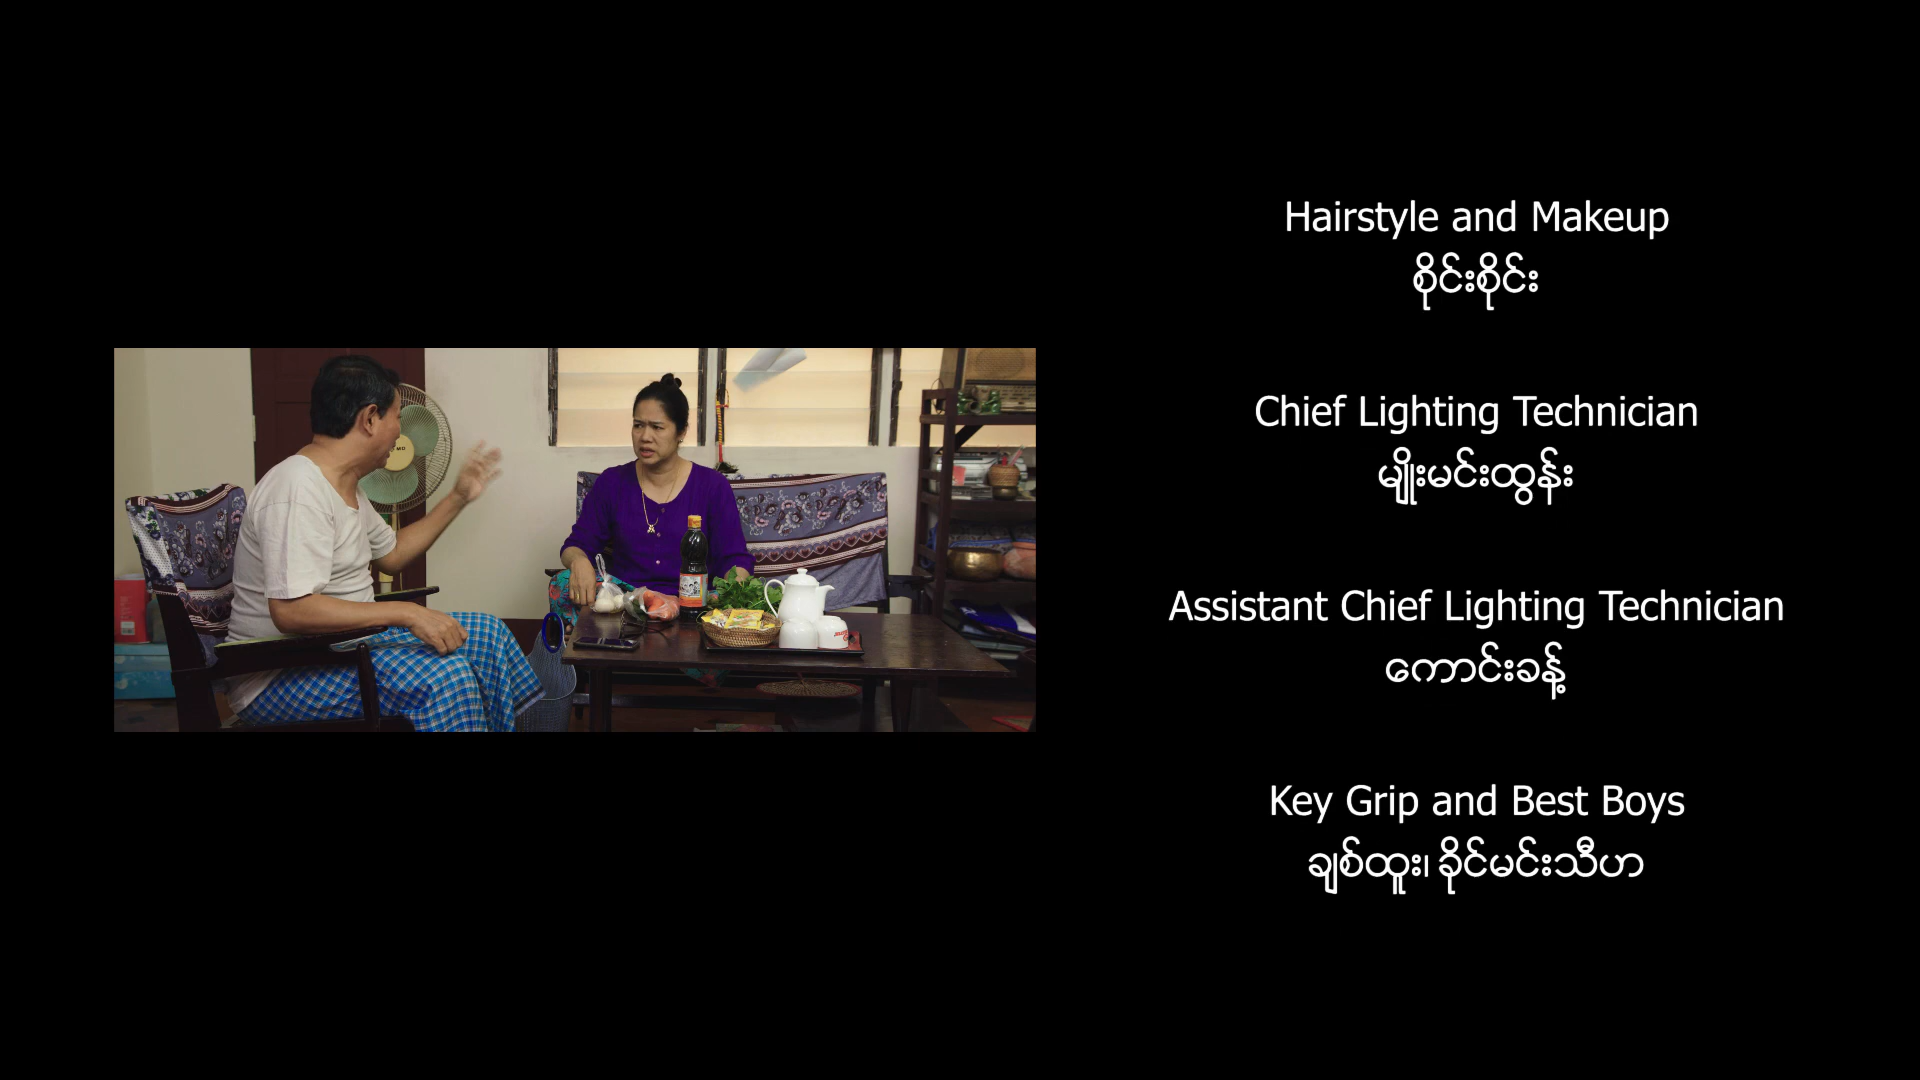 Hairstyle and Makeup
စိုင်းစိုင်း
Chief Lighting Technician
မျိုးမင်းထွန်း
Assistant Chief Lighting Technician
ကောင်းခန့်
Key Grip and Best Boys
ချစ်ထူး၊ ခိုင်မင်းသီဟ